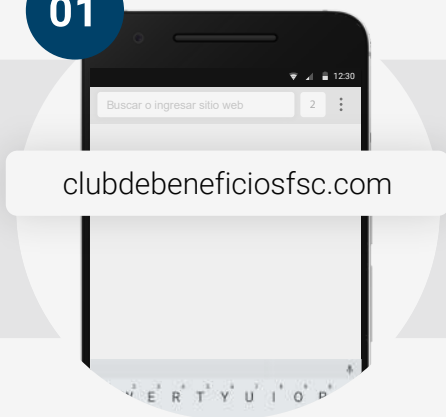 01
12:30
Buscar o ingresar sitio web 2
clubdebeneficiosfsc.com
E R T Y U I O P